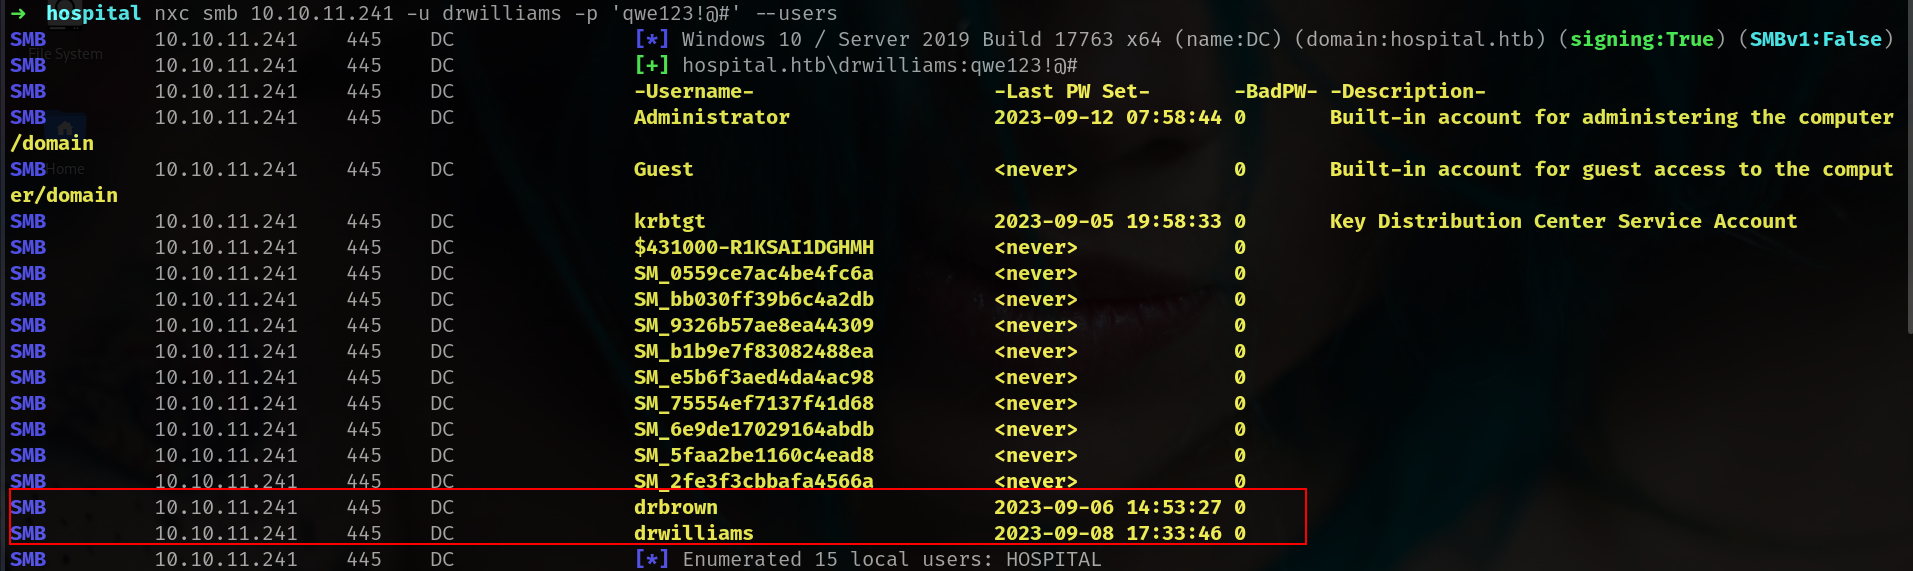 ➜ hospital nxc smb 10.10.11.241 -u drwilliams -p 'qwe123!@#' --users
SMB 10.10.11.241 445 DC [*] Windows 10 / Server 2019 Build 17763 x64 (name:DC) (domain:hospital.htb) (signing:True) (SMBv1:False)
File System
SMB 10.10.11.241 445 DC [+] hospital.htb\drwilliams:qwe123!@#
SMB 10.10.11.241 445 DC -Username- -Last PW Set- -BadPW- -Description-
SMB 10.10.11.241 445 DC Administrator 2023-09-12 07:58:44 0 Built-in account for administering the computer
/domain
SMB 10.10.11.241 445 DC Guest <never> 0 Built-in account for guest access to the comput
Home
er/domain
SMB 10.10.11.241 445 DC krbtgt 2023-09-05 19:58:33 0 Key Distribution Center Service Account
SMB 10.10.11.241 445 DC $431000-R1KSAI1DGHMH <never> 0
SMB 10.10.11.241 445 DC SM_0559ce7ac4be4fc6a <never> 0
SMB 10.10.11.241 445 DC SM_bb030ff39b6c4a2db <never> 0
SMB 10.10.11.241 445 DC SM_9326b57ae8ea44309 <never> 0
SMB 10.10.11.241 445 DC SM_b1b9e7f83082488ea <never> 0
SMB 10.10.11.241 445 DC SM_e5b6f3aed4da4ac98 <never> 0
SMB 10.10.11.241 445 DC SM_75554ef7137f41d68 <never> 0
SMB 10.10.11.241 445 DC SM_6e9de17029164abdb <never> 0
SMB 10.10.11.241 445 DC SM_5faa2be1160c4ead8 <never> 0
SMB 10.10.11.241 445 DC SM_2fe3f3cbbafa4566a <never> 0
SMB 10.10.11.241 445 DC drbrown 2023-09-06 14:53:27 0
SMB 10.10.11.241 445 DC drwilliams 2023-09-08 17:33:46 0
SMB 10.10.11.241 445 DC [*] Enumerated 15 local users: HOSPITAL